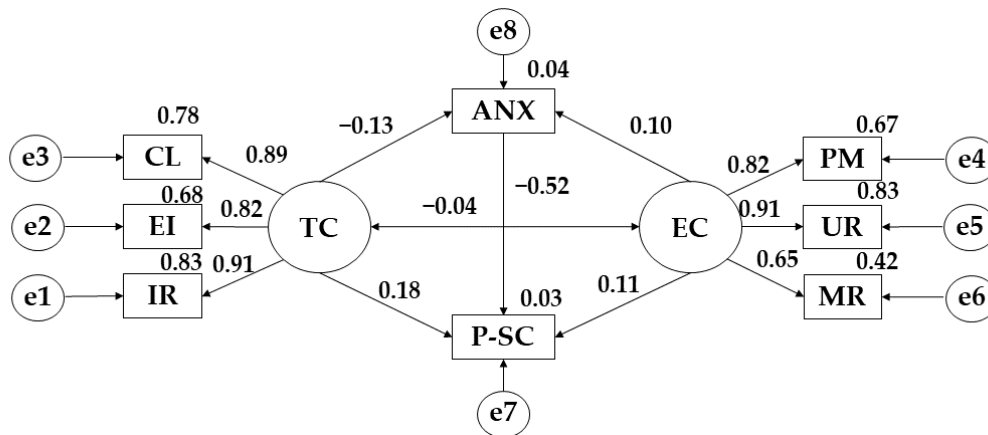 e8
0.04
ANX
0.78
−0.13
0.10
0.67
e3
CL
0.89
0.82
PM
e4
0.68
−0.52
0.83
e2
EI
0.82
TC
−0.04
EC
0.91
UR
e5
0.83
0.91
0.65
0.42
e1
IR
0.18
0.03
0.11
MR
e6
P-SC
e7